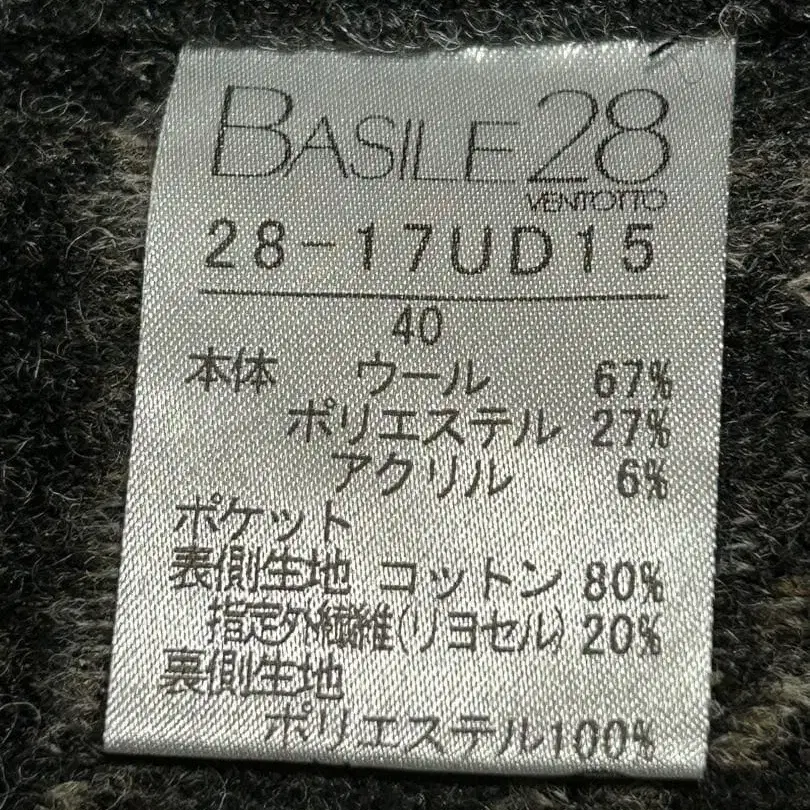 BASILE 28
VENTOTTO
28-17UD15
40
本体 ウール 67%
ポリエステル 27%
アクリル 6%
ポケット
表側生地 コットン 80%
指定外繊維(リヨセル) 20%
裏側生地
ポリエステル100%